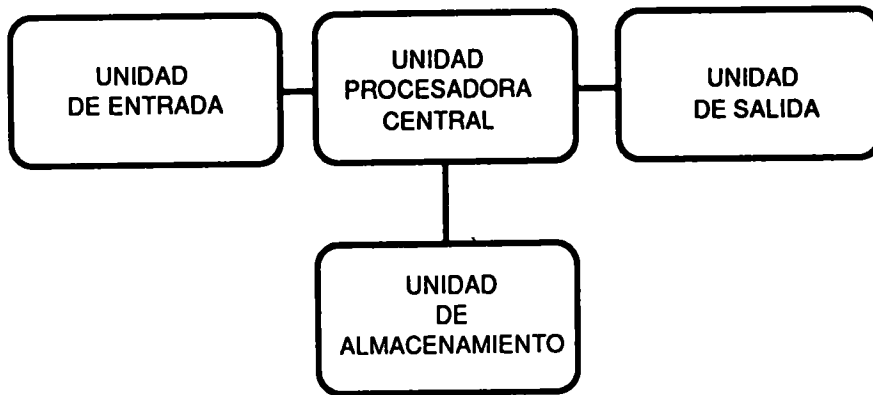 UNIDAD
DE ENTRADA
UNIDAD
PROCESADORA
CENTRAL
UNIDAD
DE SALIDA
UNIDAD
DE
ALMACENAMIENTO